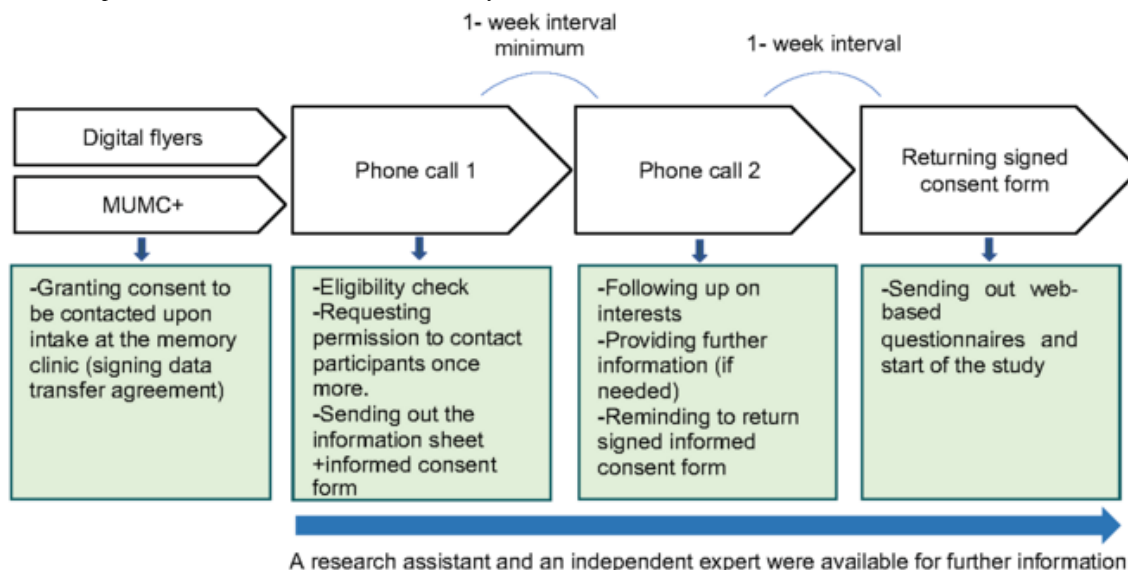 1- week interval
minimum
1- week interval
Digital flyers
MUMC+
Phone call 1
Phone call 2
Returning signed
consent form
-Granting consent to
be contacted upon
intake at the memory
clinic (signing data
transfer agreement)
-Eligibility check
-Requesting
permission to contact
participants once
more.
-Sending out the
information sheet
+informed consent
form
-Following up on
interests
-Providing further
information (if
needed)
-Reminding to return
signed informed
consent form
-Sending out web-
based
questionnaires and
start of the study
A research assistant and an independent expert were available for further information